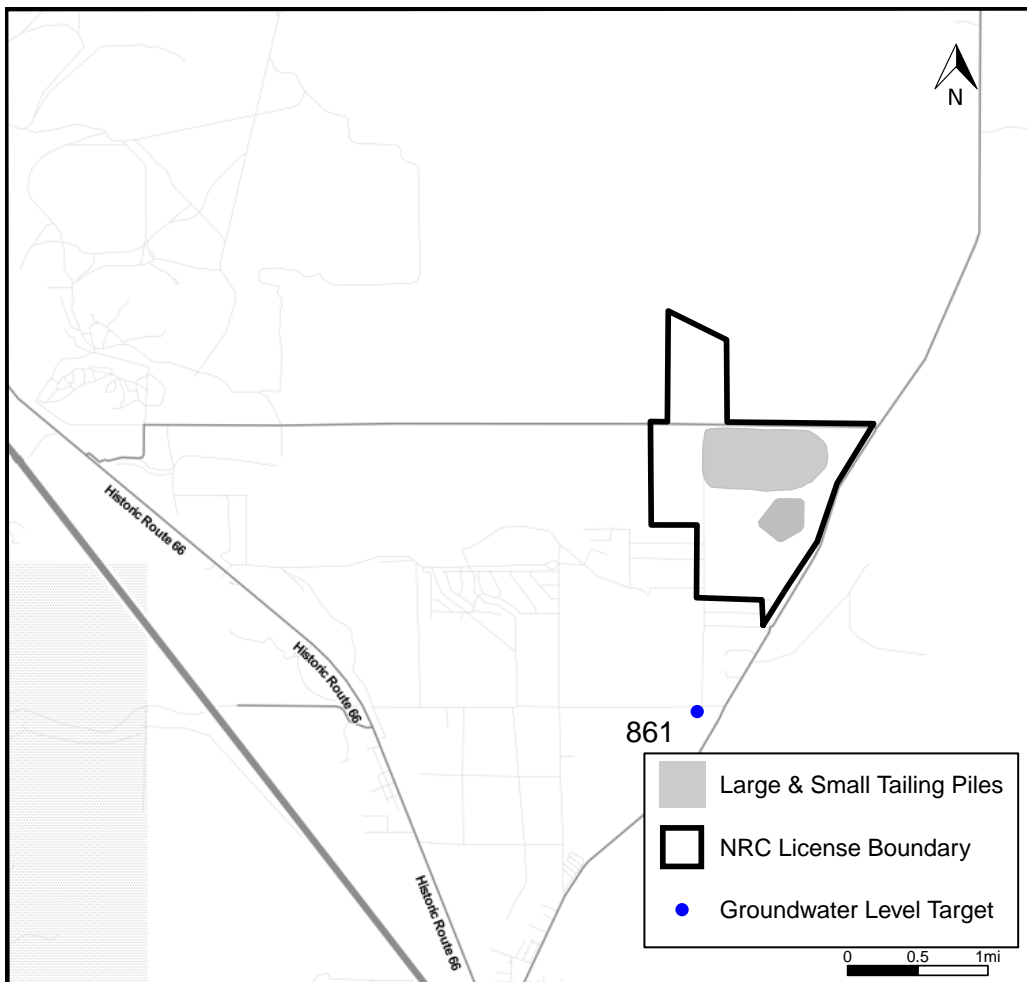 N
Historic Route 66
Historic Route 66
861
Large & Small Tailing Piles
NRC License Boundary
Historic Route 66
Groundwater Level Target
0 0.5 1mi